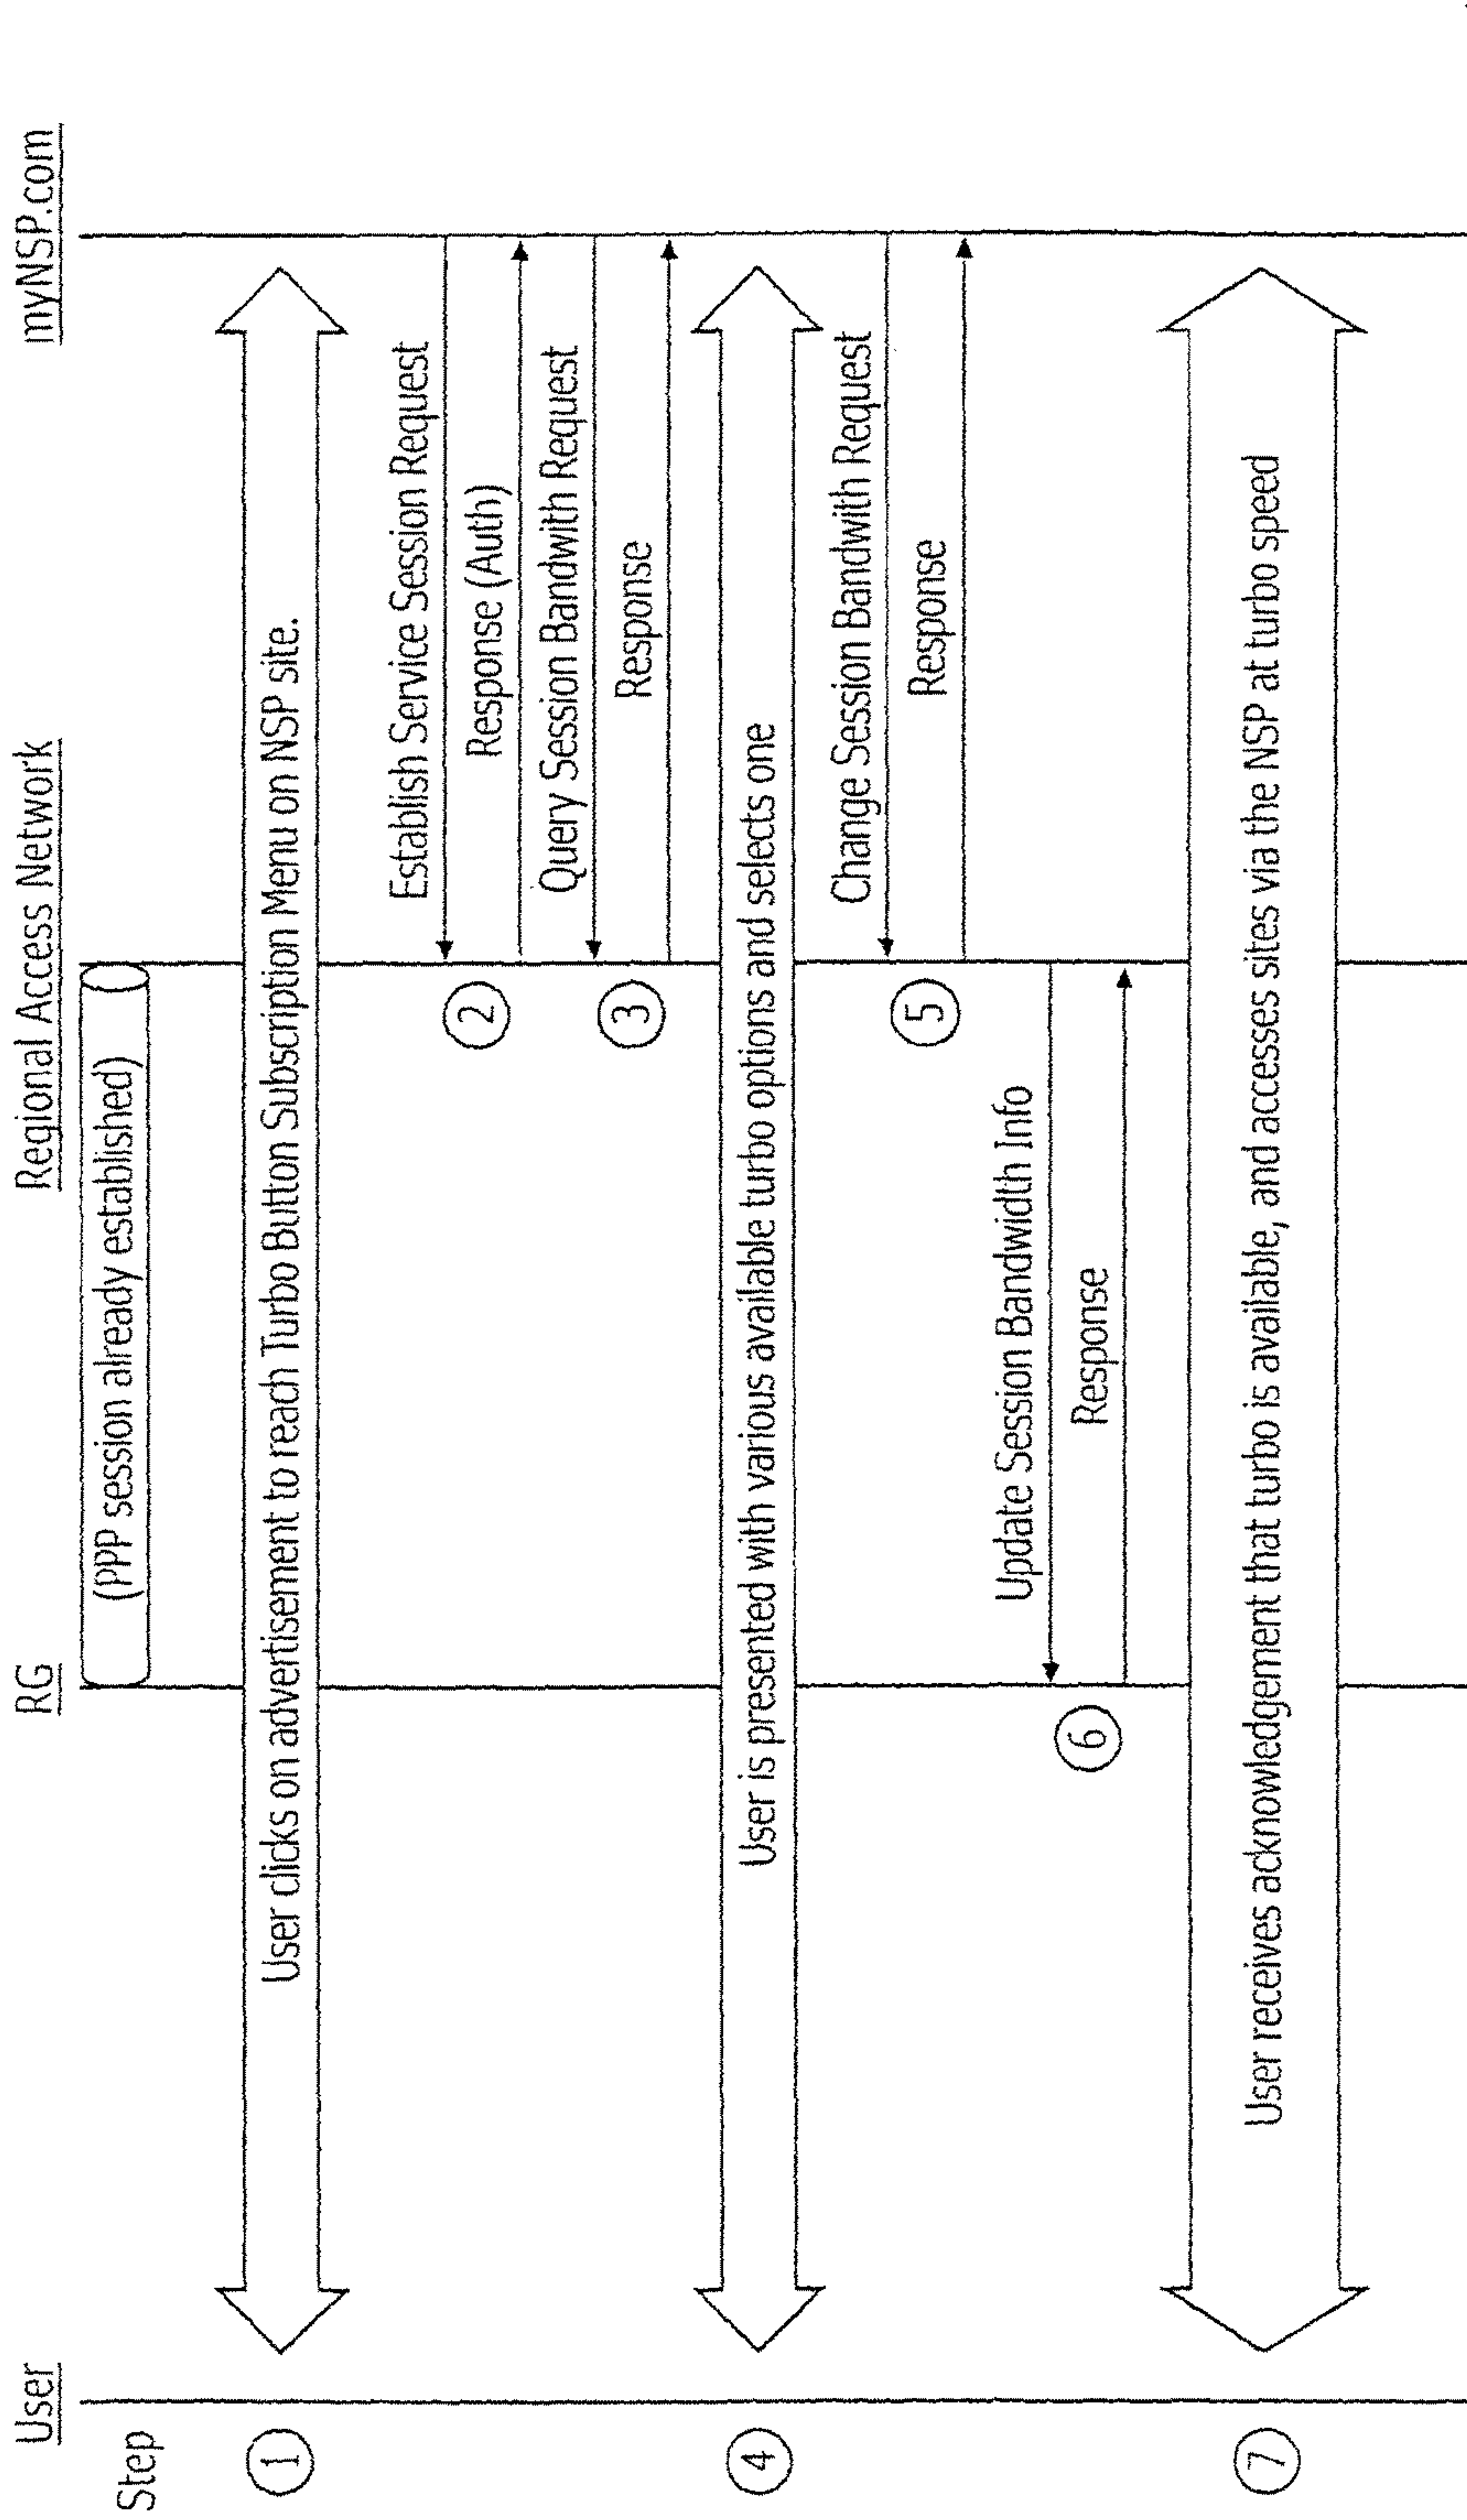 User RG Regional Access Network myNSP.com
Step
(PPP session already established)
1
User clicks on advertisement to reach Turbo Button Subscription Menu on NSP site.
Establish Service Session Request
2
Response (Auth)
Query Session Bandwith Request
3
Response
4
User is presented with various available turbo options and selects one
Change Session Bandwith Request
5
Response
Update Session Bandwidth Info
6
Response
7
User receives acknowledgement that turbo is available, and accesses sites via the NSP at turbo speed